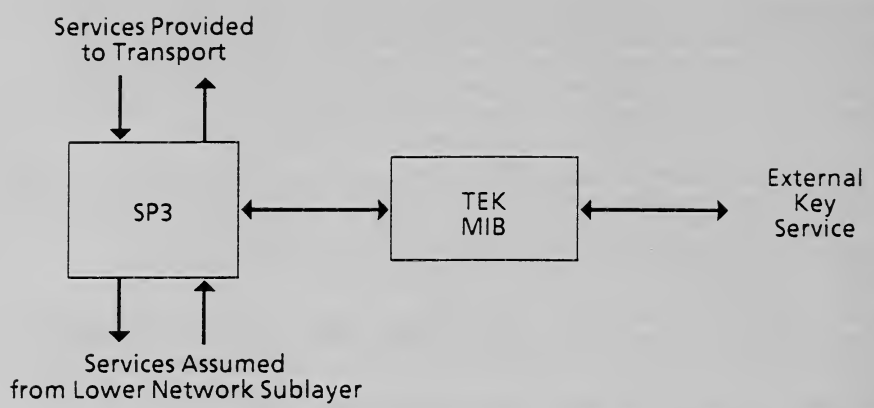 Services Provided
to Transport
SP3
TEK
MIB
External
Key
Service
Services Assumed
from Lower Network Sublayer